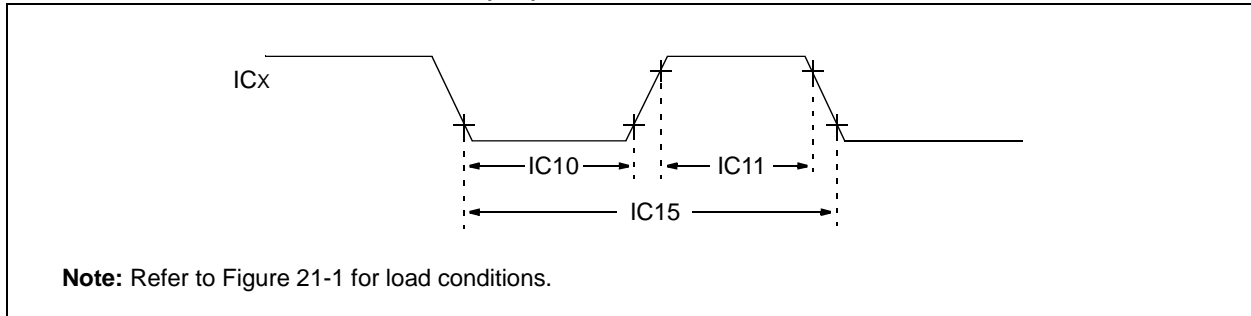 ICX
IC10
IC11
IC15
Note: Refer to Figure 21-1 for load conditions.